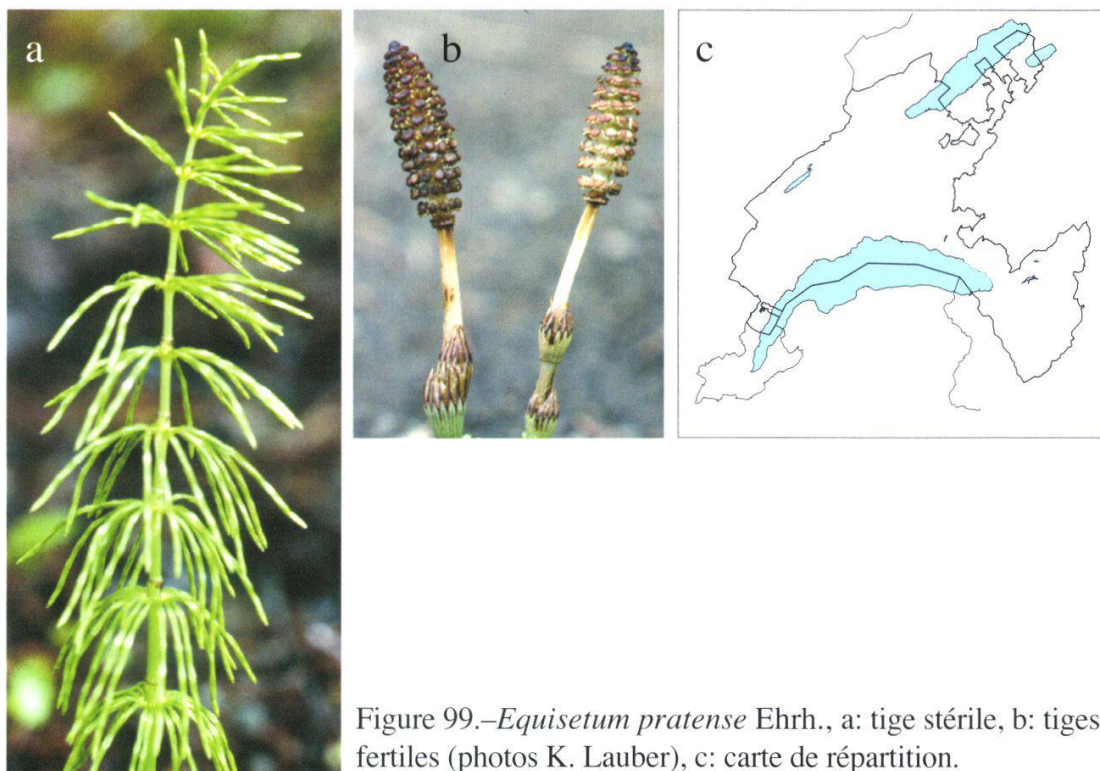 a
b
c
Figure 99.–Equisetum pratense Ehrh., a: tige stérile, b: tiges
fertiles (photos K. Lauber), c: carte de répartition.